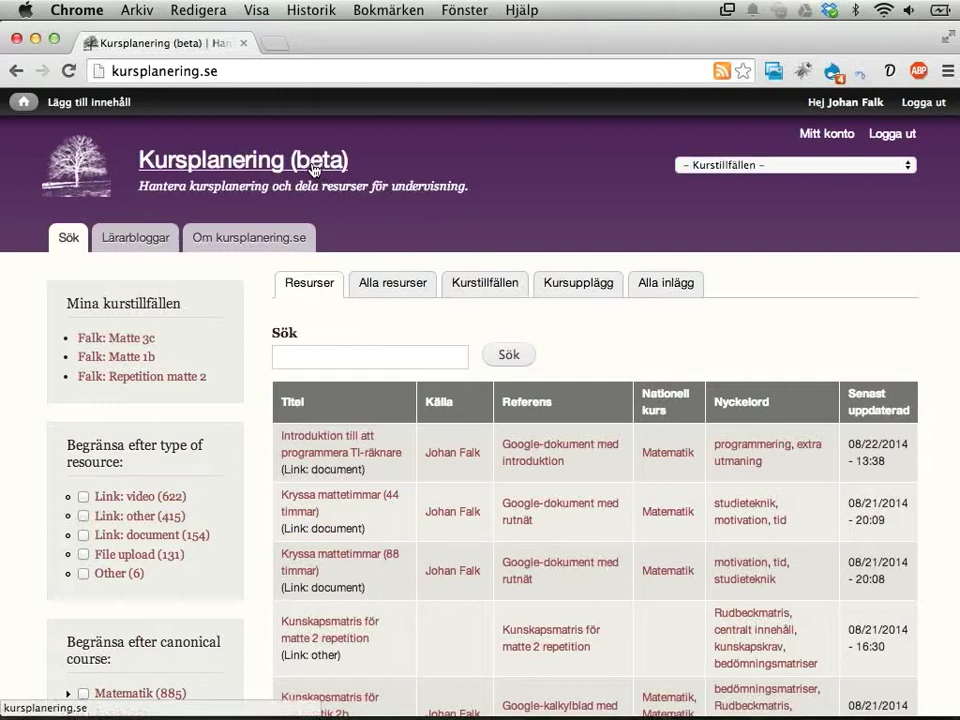 Chrome Arkiv Redigera Visa Historik Bokmärken Fönster Hjälp
Kursplanering (beta) | Han
kursplanering.se
4
D
ABP
Lägg till innehåll
Hej Johan Falk Logga ut
Mitt konto Logga ut
Kursplanering (beta)
- Kurstillfällen -
Hantera kursplanering och dela resurser för undervisning.
Sök Lärarbloggar Om kursplanering.se
Mina kurstillfällen
Falk: Matte 3c
Falk: Matte 1b
Falk: Repetition matte 2
Begränsa efter type of
resource:
Link: video (622)
Link: other (415)
Link: document (154)
File upload (131)
Other (6)
Begränsa efter canonical
course:
Matematik (885)
Resurser Alla resurser Kurstillfällen Kursupplägg Alla inlägg
Sök
Sök
Titel Källa Referens Nationell kurs Nyckelord Senast uppdaterad
Introduktion till att
programmera TI-räknare
(Link: document)
Johan Falk
Google-dokument med
introduktion
Matematik
programmering, extra
utmaning
08/22/2014
- 13:38
Kryssa mattetimmar (44
timmar)
(Link: document)
Johan Falk
Google-dokument med
rutnät
Matematik
studieteknik,
motivation, tid
08/21/2014
- 20:09
Kryssa mattetimmar (88
timmar)
(Link: document)
Johan Falk
Google-dokument med
rutnät
Matematik
motivation, tid,
studieteknik
08/21/2014
- 20:08
Kunskapsmatris för
matte 2 repetition
(Link: other)
Kunskapsmatris för
matte 2 repetition
Rudbeckmatris,
centralt innehåll,
kunskapskrav,
bedömningsmatriser
08/21/2014
- 16:30
Kunskapsmatris för
matematik 2b
Johan Falk
Google-kalkylblad med
Matematik,
Matematik
bedömningsmatriser,
Rudbeckmatris,
08/21/2014
kursplanering.se